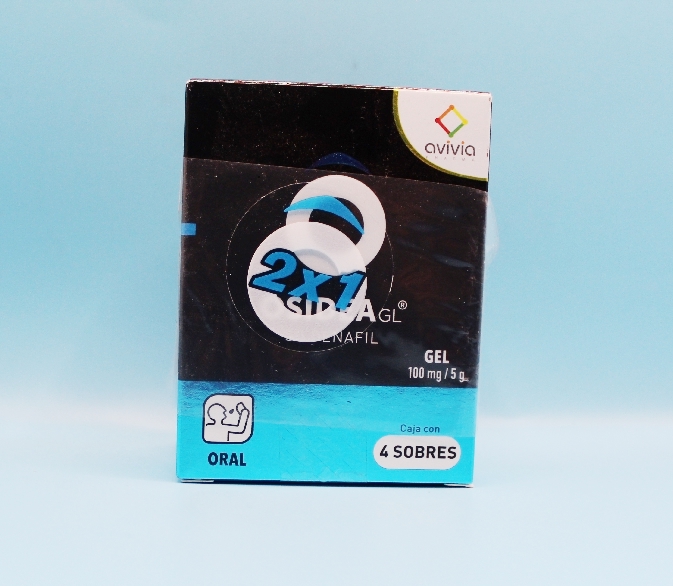 avivia
2x1
GL®
GEL
100 mg / 5 g
Caja con
4 SOBRES
ORAL